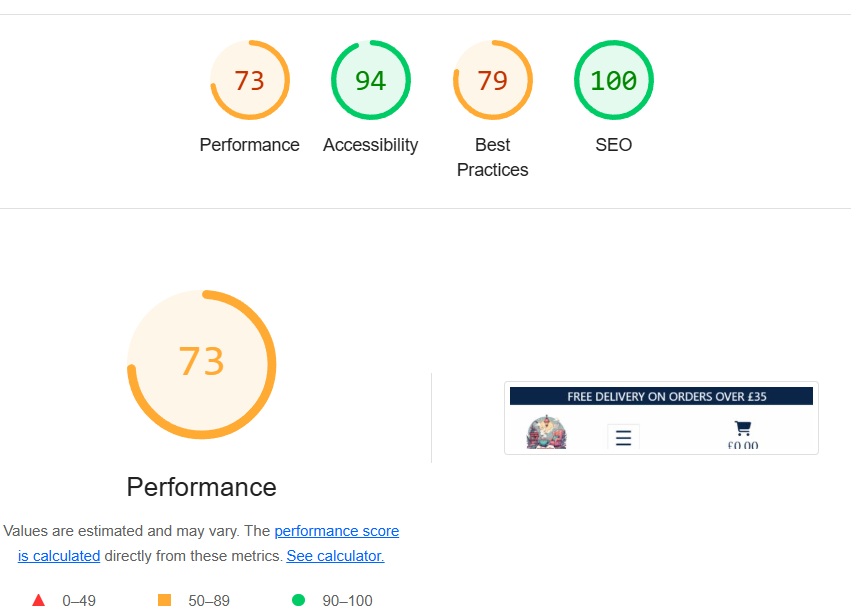 73
94
79
100
Performance
Accessibility
Best
Practices
SEO
73
FREE DELIVERY ON ORDERS OVER £35
£0.00
Performance
Values are estimated and may vary. The performance score
is calculated directly from these metrics. See calculator.
0–49
50–89
90–100